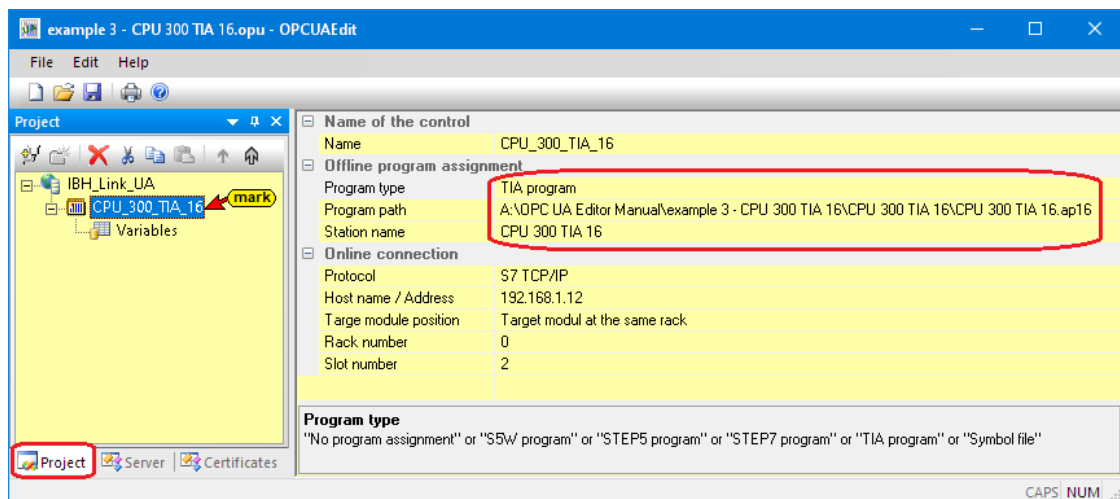 example 3 - CPU 300 TIA 16.opu - OPCUAEdit
File Edit Help
Project
IBH_Link_UA
CPU_300_TIA_16
mark
Variables
Name of the control
Name CPU_300_TIA_16
Offline program assignment
Program type TIA program
Program path A:\OPC UA Editor Manual\example 3 - CPU 300 TIA 16\CPU 300 TIA 16\CPU 300 TIA 16.ap16
Station name CPU 300 TIA 16
Online connection
Protocol S7 TCP/IP
Host name / Address 192.168.1.12
Targe module position Target modul at the same rack
Rack number 0
Slot number 2
Program type
"No program assignment" or "S5W program" or "STEP5 program" or "STEP7 program" or "TIA program" or "Symbol file"
Project Server Certificates
CAPS NUM